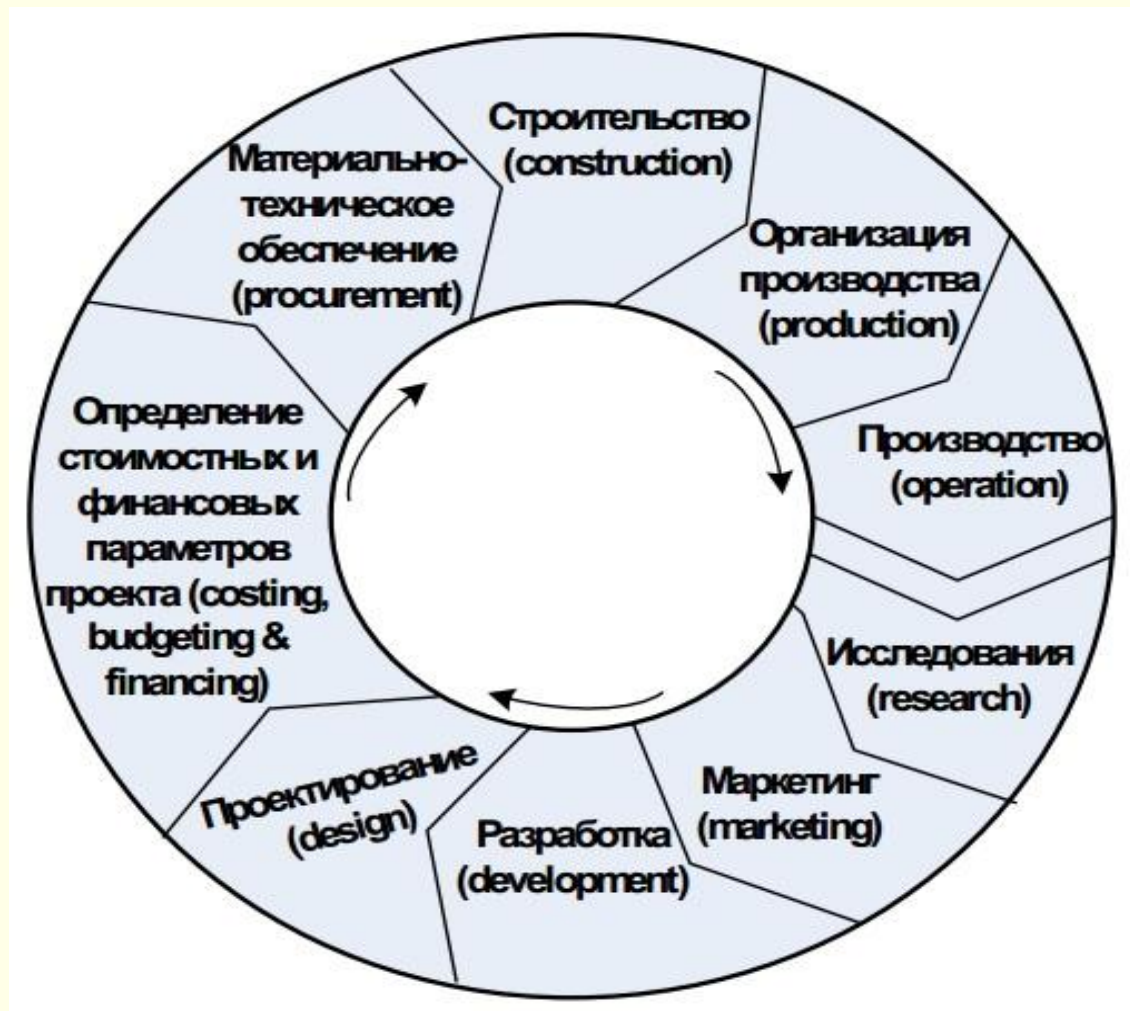 Строительство
(construction)
Материально-
техническое
обеспечение
(procurement)
Организация
производства
(production)
Определение
стоимостных и
финансовых
параметров
проекта (costing,
budgeting &
financing)
Производство
(operation)
Исследования
(research)
Маркетинг
(marketing)
Разработка
(development)
Проектирование
(design)